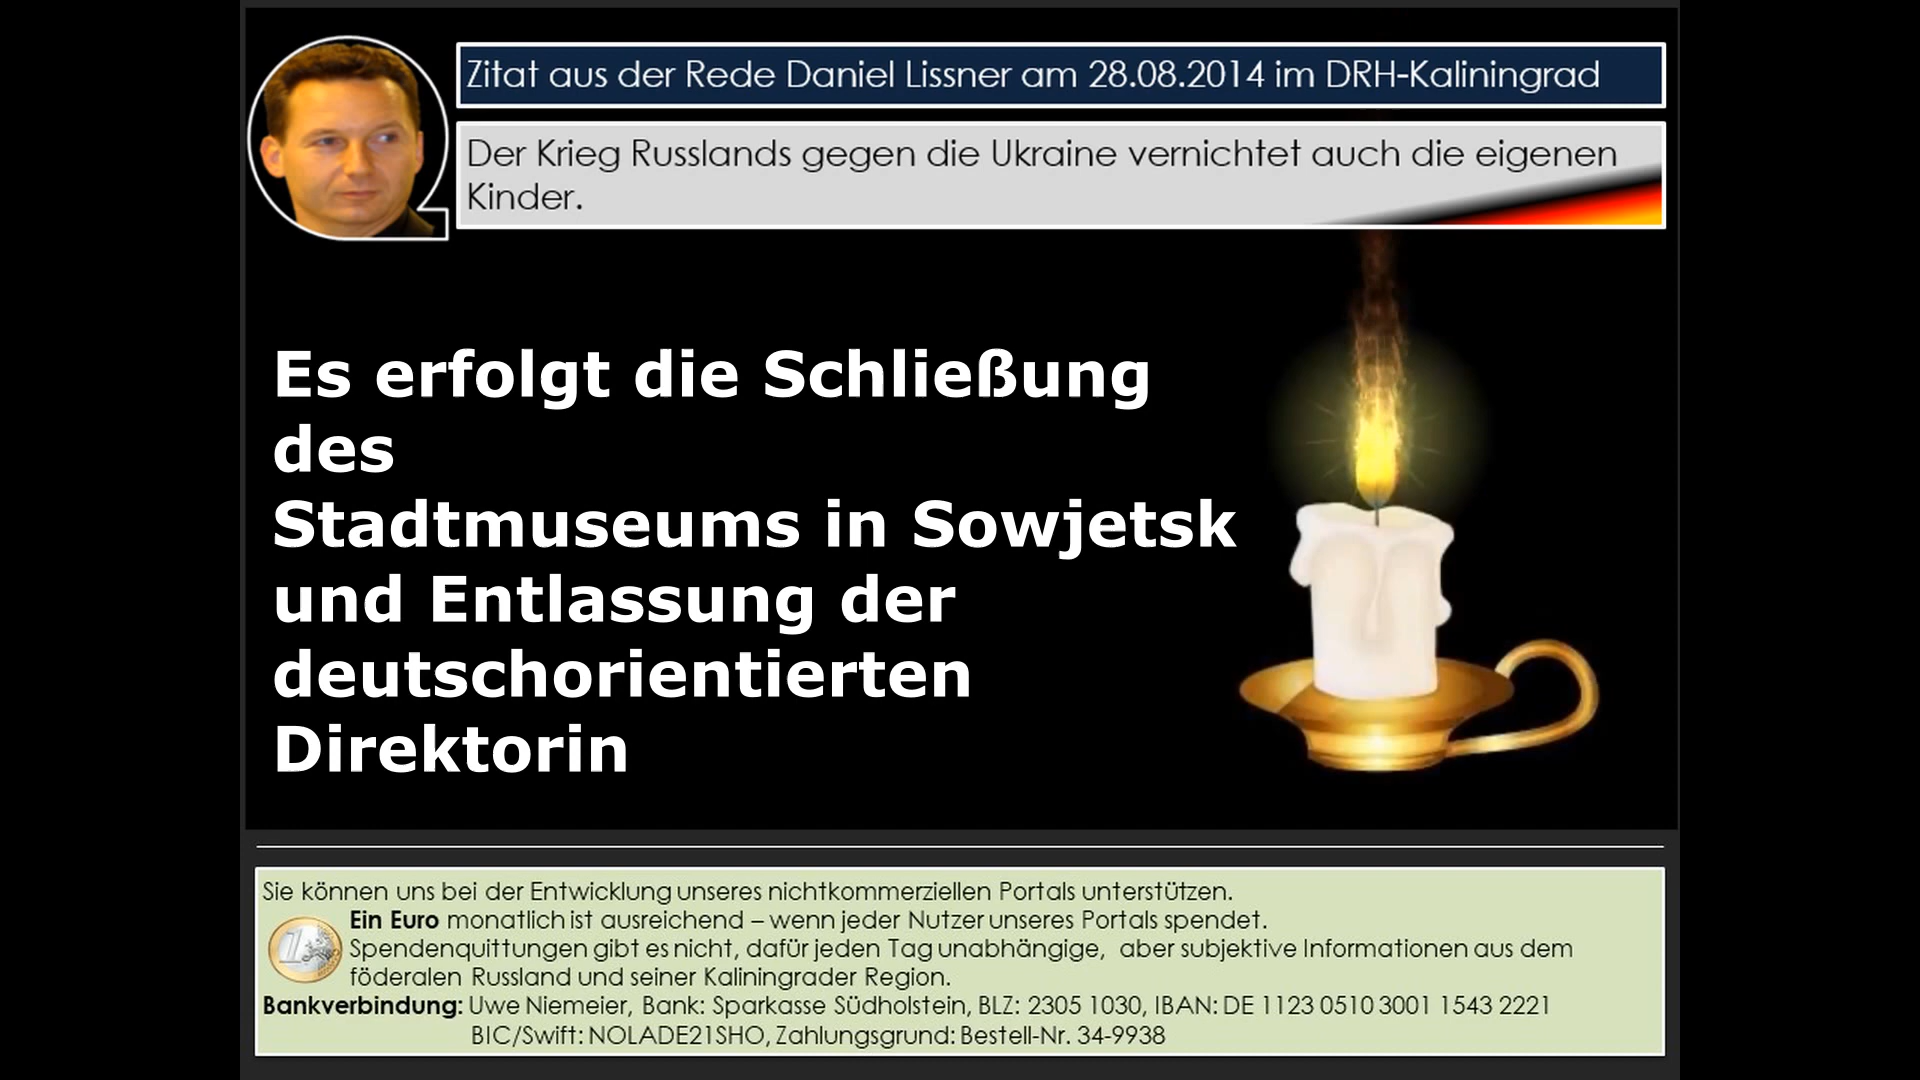 Zitat aus der Rede Daniel Lissner am 28.08.2014 im DRH-Kaliningrad
Der Krieg Russlands gegen die Ukraine vernichtet auch die eigenen
Kinder.
Es erfolgt die Schließung
des
Stadtmuseums in Sowjetsk
und Entlassung der
deutschorientierten
Direktorin
Sie können uns bei der Entwicklung unseres nichtkommerziellen Portals unterstützen.
Ein Euro monatlich ist ausreichend – wenn jeder Nutzer unseres Portals spendet.
Spendenquittungen gibt es nicht, dafür jeden Tag unabhängige, aber subjektive Informationen aus dem
föderalen Russland und seiner Kaliningrader Region.
Bankverbindung: Uwe Niemeier, Bank: Sparkasse Südholstein, BLZ: 2305 1030, IBAN: DE 1123 0510 3001 1543 2221
BIC/Swift: NOLADE21SHO, Zahlungsgrund: Bestell-Nr. 34-9938